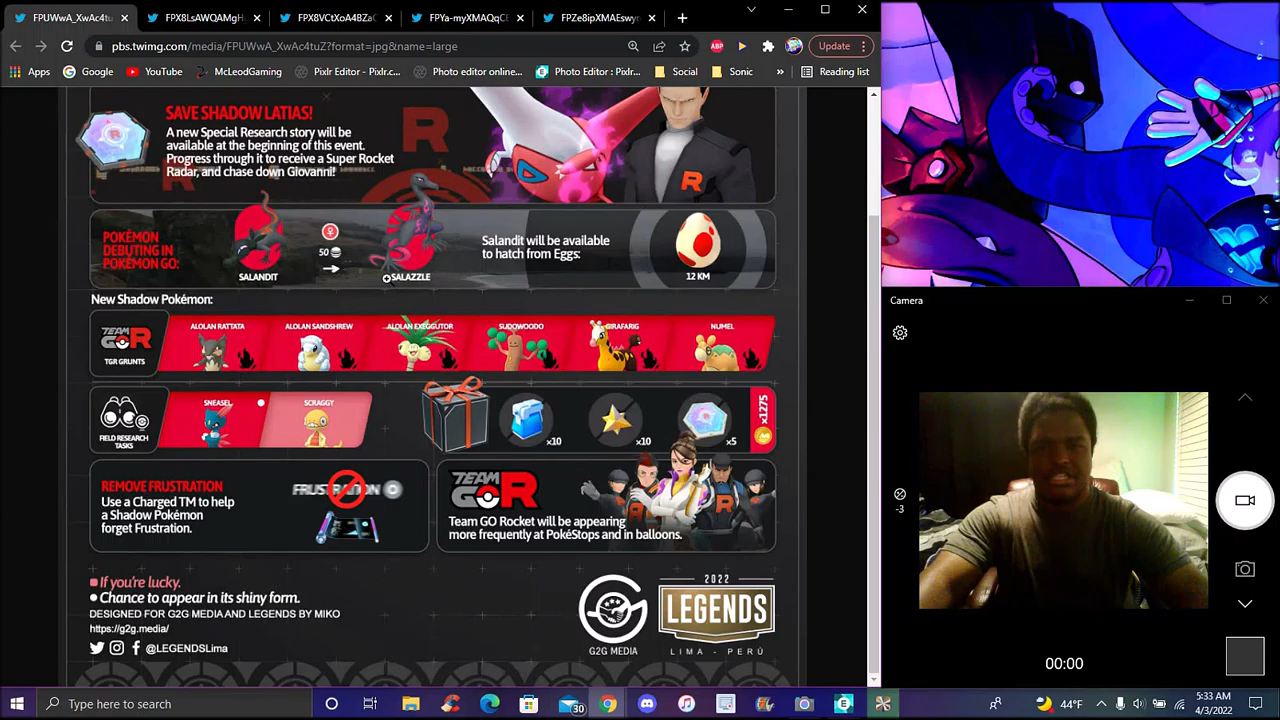 FPUWwA_XwAc4tuZ
FPX8LsAWQAMgH
FPX8VCtXoA4BZaC
FPYa-myXMAQqCE
FPZe8ipXMAEswyr
pbs.twimg.com/media/FPUWwA_XwAc4tuZ?format=jpg&name=large
ABP
Update
Apps
Google
YouTube
McLeodGaming
Pixlr Editor - Pixlr.c...
Photo editor online...
Photo Editor : Pixlr...
Social
Sonic
»
Reading list
SAVE SHADOW LATIAS!
A new Special Research story will be
available at the beginning of this event.
Progress through it to receive a Super Rocket
Radar, and chase down Giovanni!
R
R
POKÉMON
DEBUTING IN
POKÉMON GO:
SALANDIT
50
SALAZZLE
Salandit will be available
to hatch from Eggs:
12 KM
New Shadow Pokémon:
TEAM
GO R
TGR GRUNTS
ALOLAN RATTATA
ALOLAN SANDSHREW
ALOLAN EXEGGUTOR
SUDOWOODO
GIRAFARIG
NUMEL
FIELD RESEARCH
TASKS
SNEASEL
SCRAGGY
x10
x10
x5
x1275
REMOVE FRUSTRATION
Use a Charged TM to help
a Shadow Pokémon
forget Frustration.
FRUSTRATION
TEAM
GO R
Team GO Rocket will be appearing
more frequently at PokéStops and in balloons.
If you're lucky.
Chance to appear in its shiny form.
DESIGNED FOR G2G MEDIA AND LEGENDS BY MIKO
https://g2g.media/
@LEGENDSLima
G2G MEDIA
2022
LEGENDS
LIMA - PERÚ
Camera
-3
00:00
Type here to search
30
44°F
5:33 AM
4/3/2022